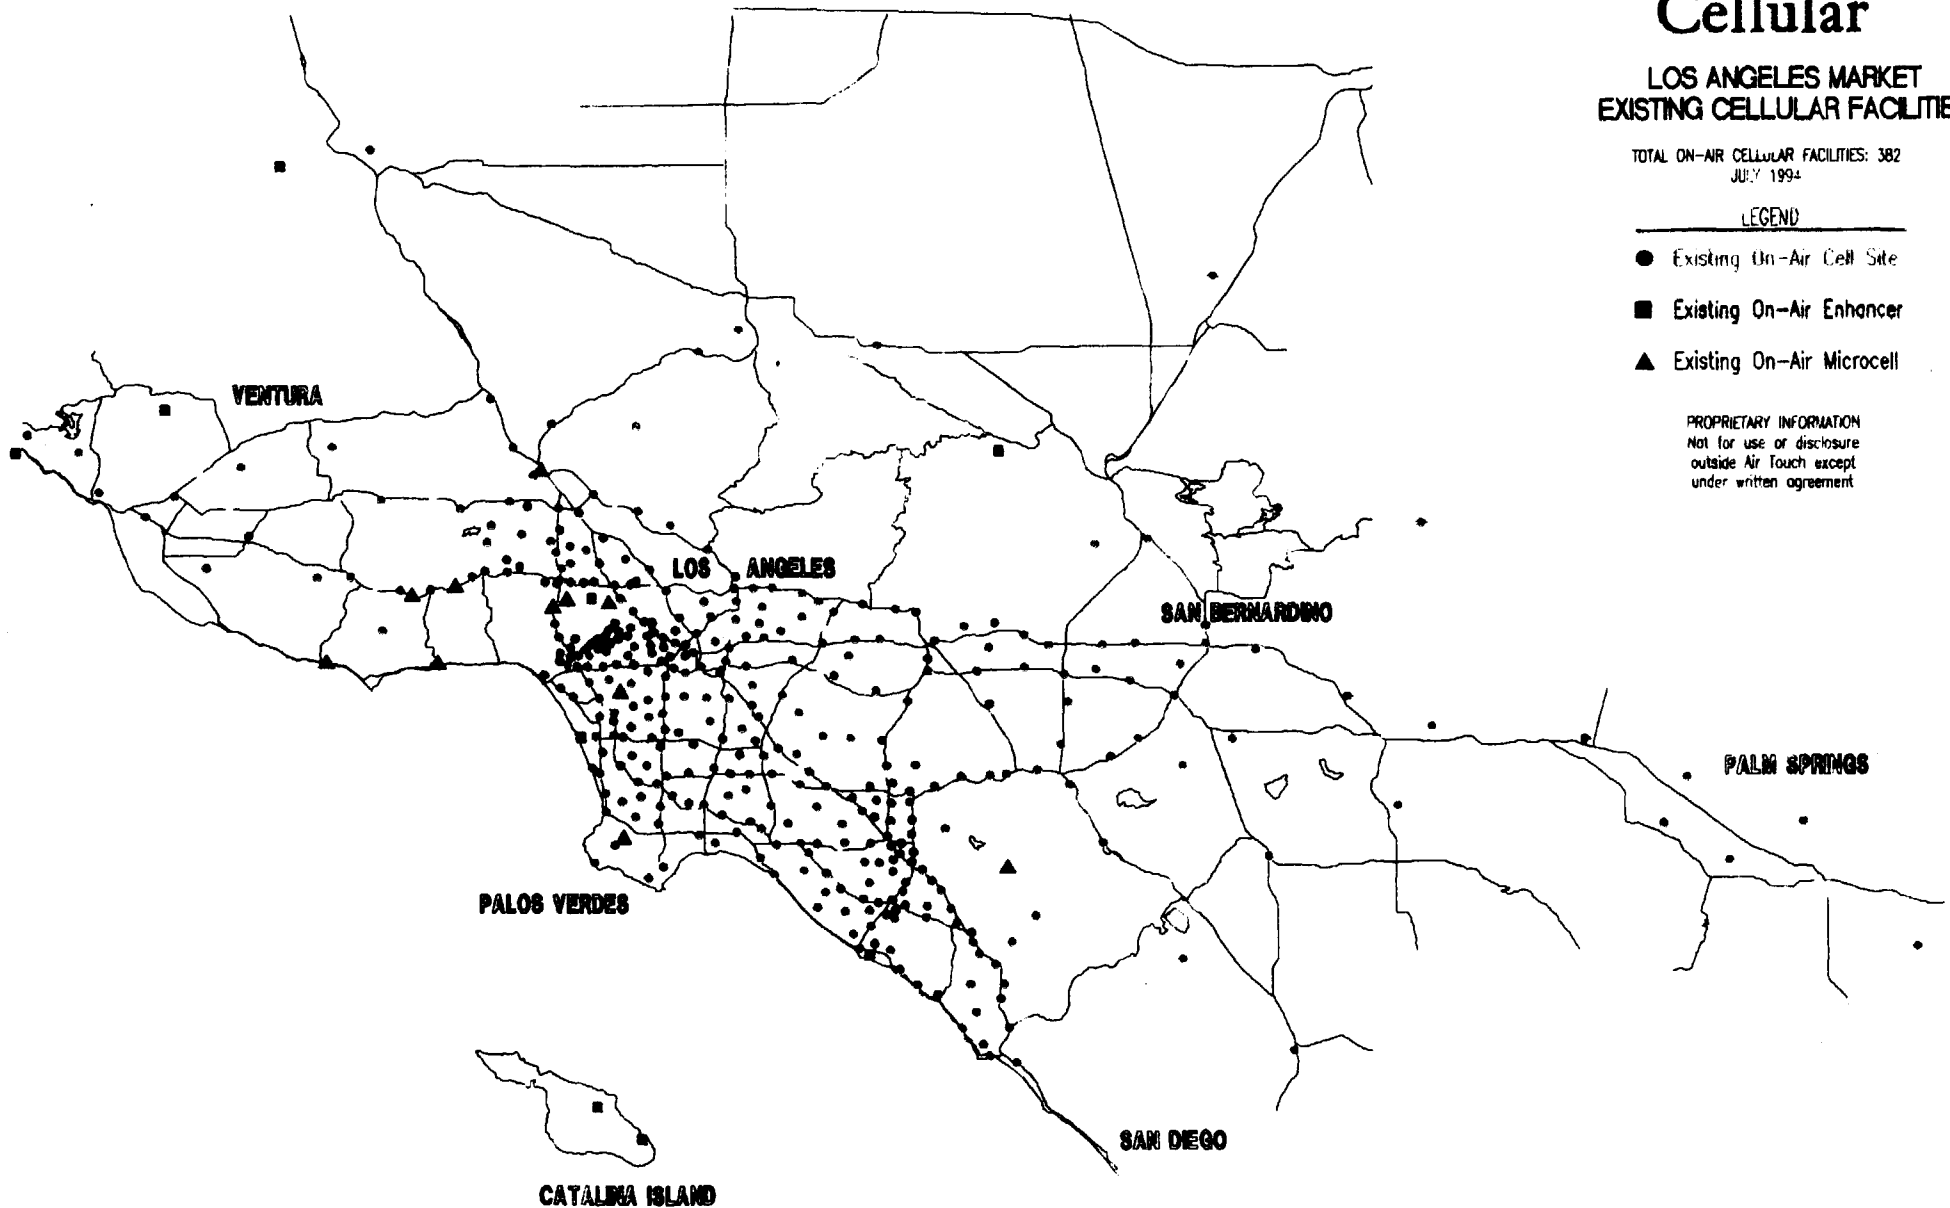 Cellular
LOS ANGELES MARKET
EXISTING CELLULAR FACILITIE
TOTAL ON-AIR CELLULAR FACILITIES: 382
JULY 1994
LEGEND
Existing On-Air Cell Site
Existing On-Air Enhancer
Existing On-Air Microcell
PROPRIETARY INFORMATION
Not for use or disclosure
outside Air Touch except
under written agreement
VENTURA
LOS ANGELES
SAN BERNARDINO
PALM SPRINGS
PALOS VERDES
SAN DIEGO
CATALINA ISLAND